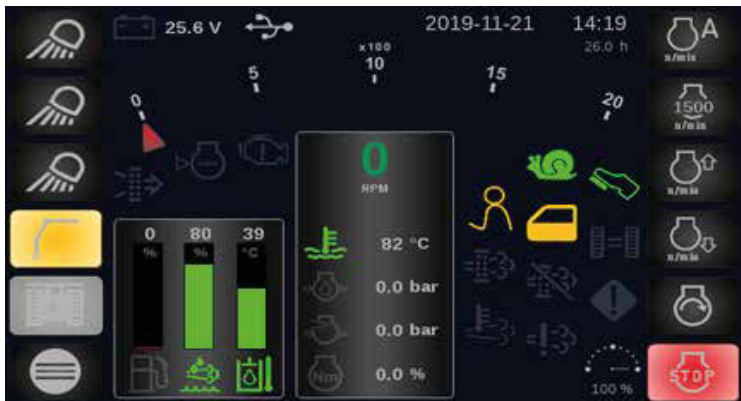 25.6 V
2019-11-21 14:19
26.0 h
x100
0 5 10 15 20
A
n/min
1500
n/min
n/min
n/min
0
RPM
0 80 39
% % °C
82 °C
0.0 bar
0.0 bar
Nm 0.0 %
100 %
STOP